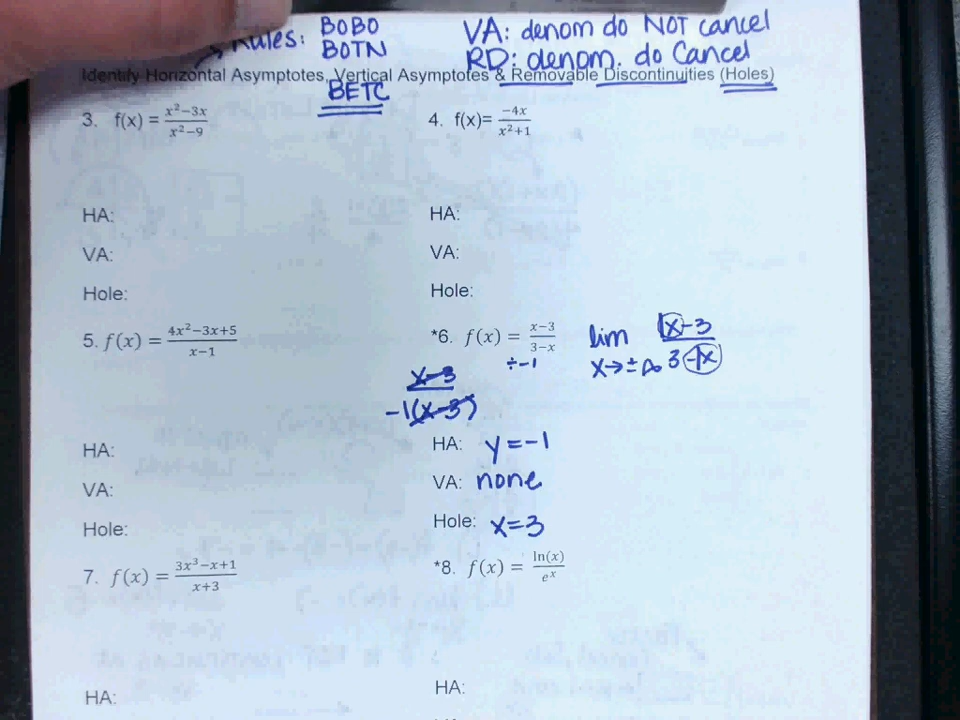 Rules: BOBO
BOTN
BETC
VA: denom do NOT cancel
RD: denom. do Cancel
Identify Horizontal Asymptotes, Vertical Asymptotes & Removable Discontinuities (Holes)
3. f(x) = x²−3x / x²−9
4. f(x)= −4x / x²+1
HA:
VA:
Hole:
HA:
VA:
Hole:
5. f(x) = 4x²−3x+5 / x−1
*6. f(x) = x−3 / 3−x
÷−1
lim x→±∞ 1x−3 / 3−1x
x−3 / −1(x−3)
HA:
VA:
Hole:
HA: y=−1
VA: none
Hole: x=3
7. f(x) = 3x³−x+1 / x+3
*8. f(x) = ln(x) / eˣ
HA:
HA: